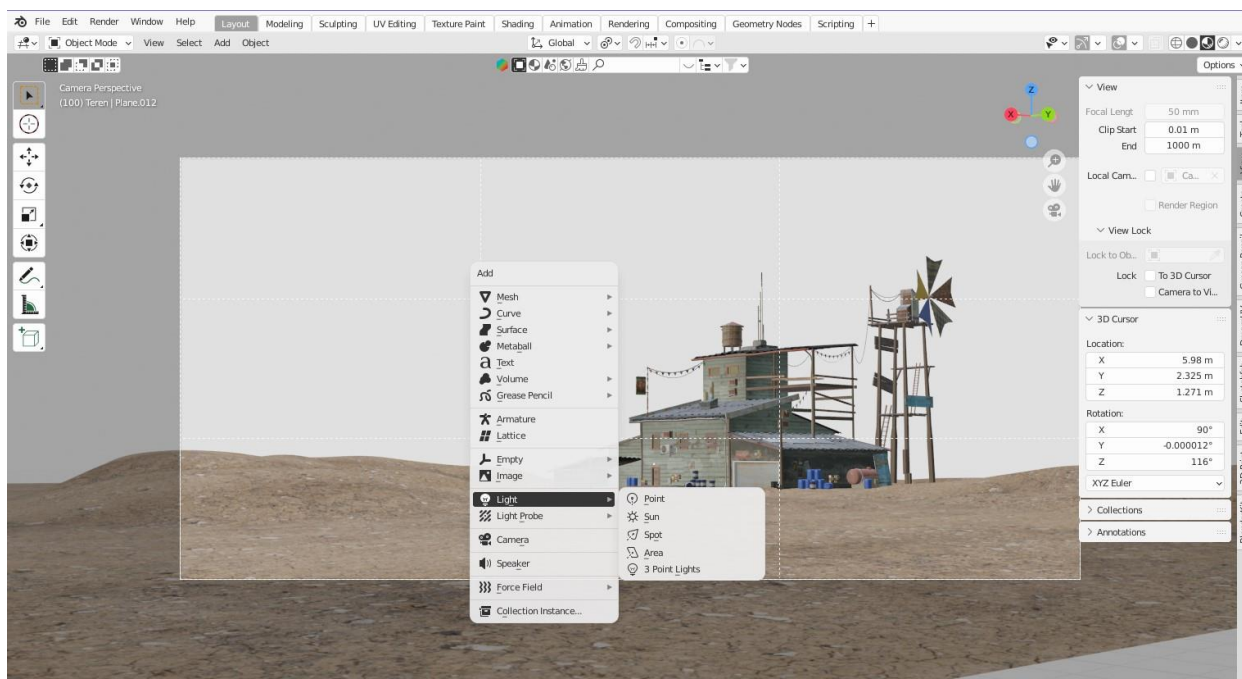 File Edit Render Window Help Layout Modeling Sculpting UV Editing Texture Paint Shading Animation Rendering Compositing Geometry Nodes Scripting +
Object Mode View Select Add Object Global
Options
Camera Perspective
(100) Teren | Plane.012
Z
X
Y
View
Focal Lengt 50 mm
Clip Start 0.01 m
End 1000 m
Local Cam... Ca...
Render Region
View Lock
Lock to Ob...
Lock To 3D Cursor
Camera to Vi...
3D Cursor
Location:
X 5.98 m
Y 2.325 m
Z 1.271 m
Rotation:
X 90°
Y -0.000012°
Z 116°
XYZ Euler
Collections
Annotations
Add
Mesh
Curve
Surface
Metaball
Text
Volume
Grease Pencil
Armature
Lattice
Empty
Image
Light
Light Probe
Camera
Speaker
Force Field
Collection Instance...
Point
Sun
Spot
Area
3 Point Lights